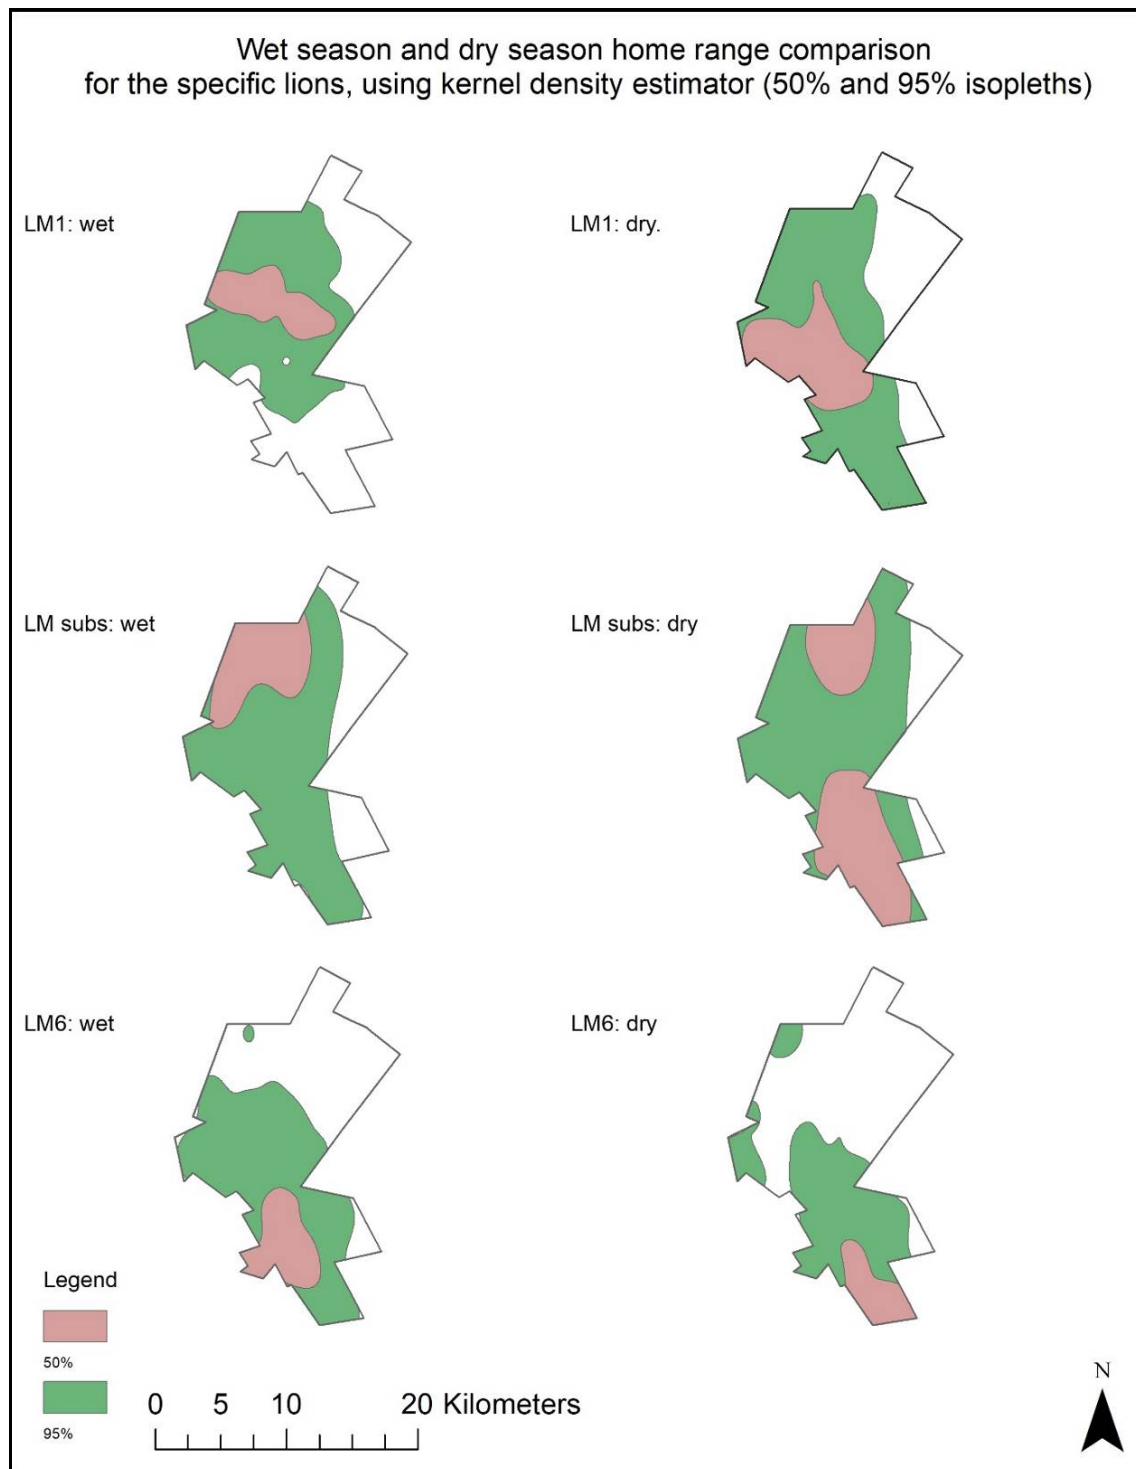 Wet season and dry season home range comparison
for the specific lions, using kernel density estimator (50% and 95% isopleths)
LM1: wet
LM1: dry.
LM subs: wet
LM subs: dry
LM6: wet
LM6: dry
Legend
50%
95%
0 5 10 20 Kilometers
N